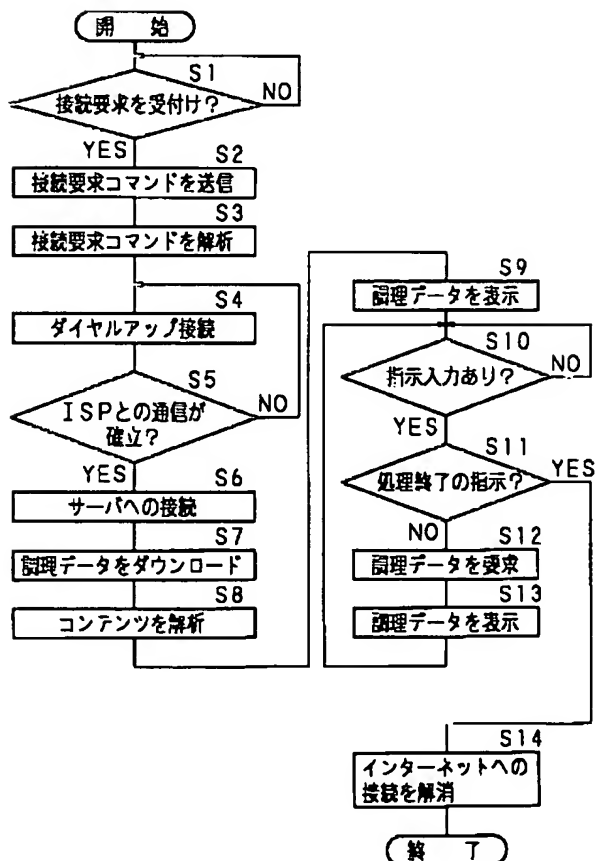 開　始
S1
接続要求を受付け？
NO
YES
S2
接続要求コマンドを送信
S3
接続要求コマンドを解析
S4
ダイヤルアップ接続
S5
ISPとの通信が
確立？
NO
YES
S6
サーバへの接続
S7
調理データをダウンロード
S8
コンテンツを解析
S9
調理データを表示
S10
指示入力あり？
NO
YES
S11
処理終了の指示？
YES
NO
S12
調理データを要求
S13
調理データを表示
S14
インターネットへの
接続を解消
終　了